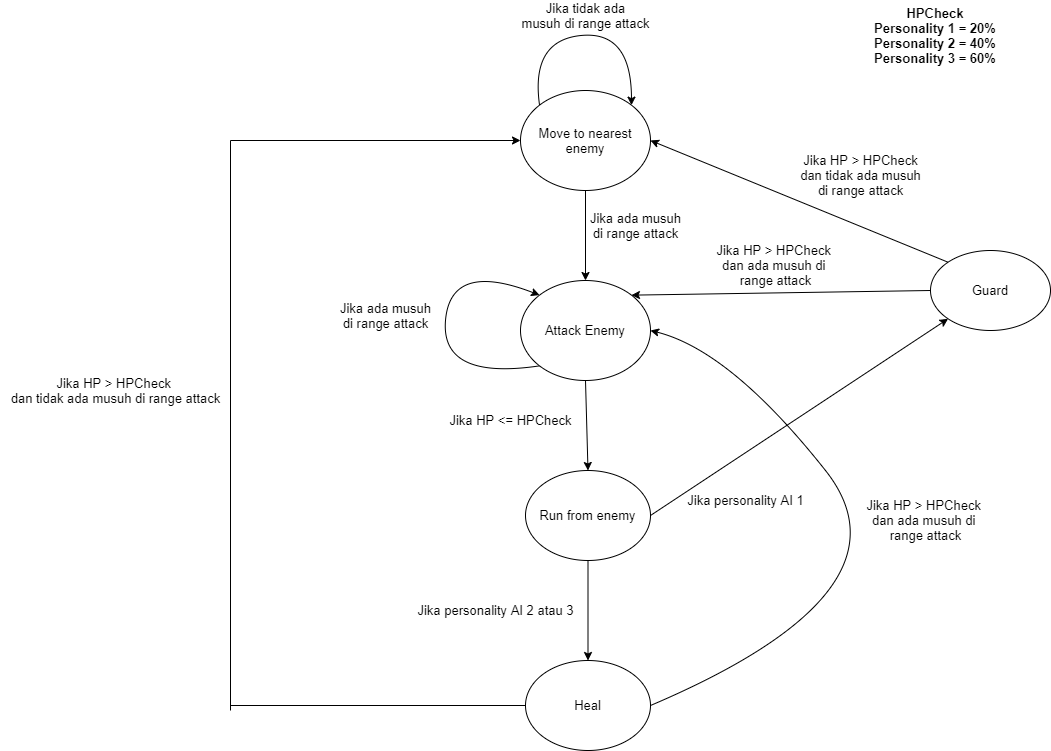 Jika tidak ada
musuh di range attack
HPCheck
Personality 1 = 20%
Personality 2 = 40%
Personality 3 = 60%
Move to nearest
enemy
Jika HP > HPCheck
dan tidak ada musuh
di range attack
Jika ada musuh
di range attack
Jika HP > HPCheck
dan ada musuh di
range attack
Guard
Jika ada musuh
di range attack
Attack Enemy
Jika HP > HPCheck
dan tidak ada musuh di range attack
Jika HP <= HPCheck
Run from enemy
Jika personality AI 1
Jika HP > HPCheck
dan ada musuh di
range attack
Jika personality AI 2 atau 3
Heal